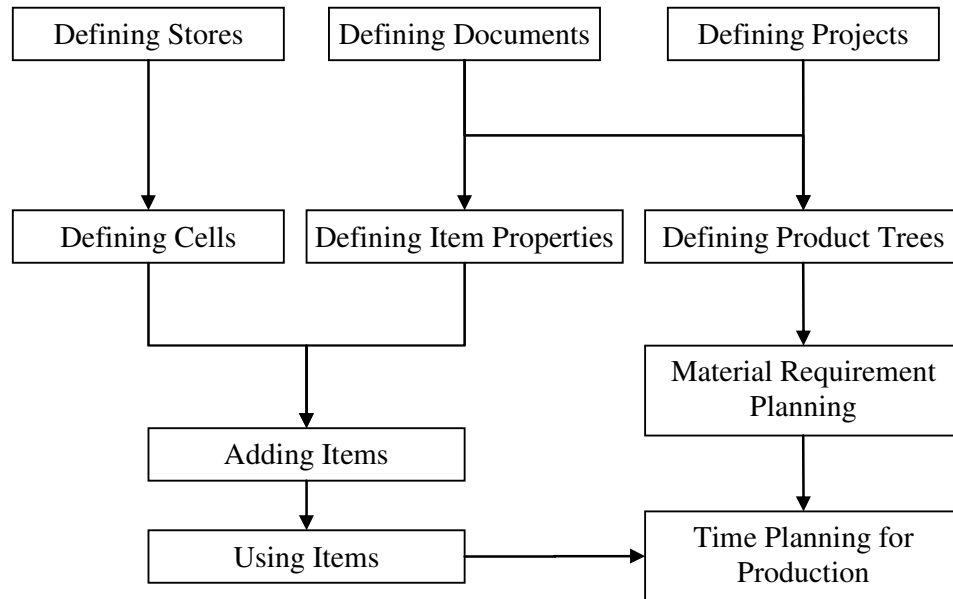 Defining Stores
Defining Documents
Defining Projects
Defining Cells
Defining Item Properties
Defining Product Trees
Material Requirement
Planning
Adding Items
Using Items
Time Planning for
Production